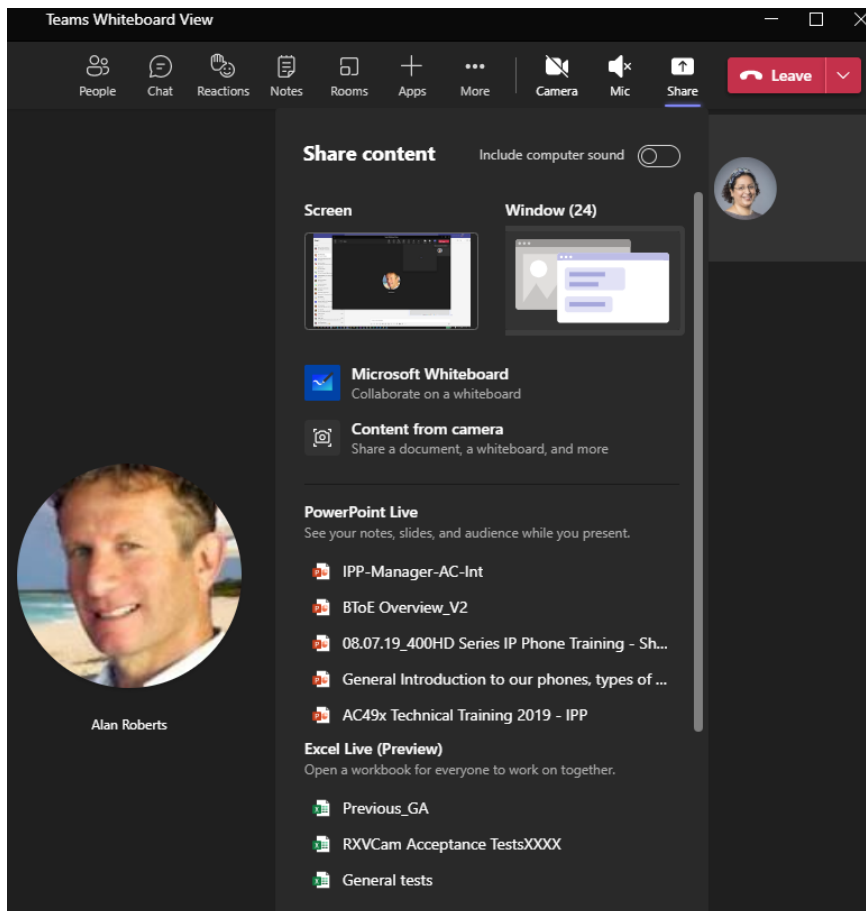 Teams Whiteboard View
People Chat Reactions Notes Rooms Apps More Camera Mic Share Leave
Share content Include computer sound
Screen Window (24)
Microsoft Whiteboard
Collaborate on a whiteboard
Content from camera
Share a document, a whiteboard, and more
PowerPoint Live
See your notes, slides, and audience while you present.
IPP-Manager-AC-Int
BToE Overview_V2
08.07.19_400HD Series IP Phone Training - Sh...
General Introduction to our phones, types of ...
AC49x Technical Training 2019 - IPP
Alan Roberts
Excel Live (Preview)
Open a workbook for everyone to work on together.
Previous_GA
RXVCam Acceptance TestsXXXX
General tests